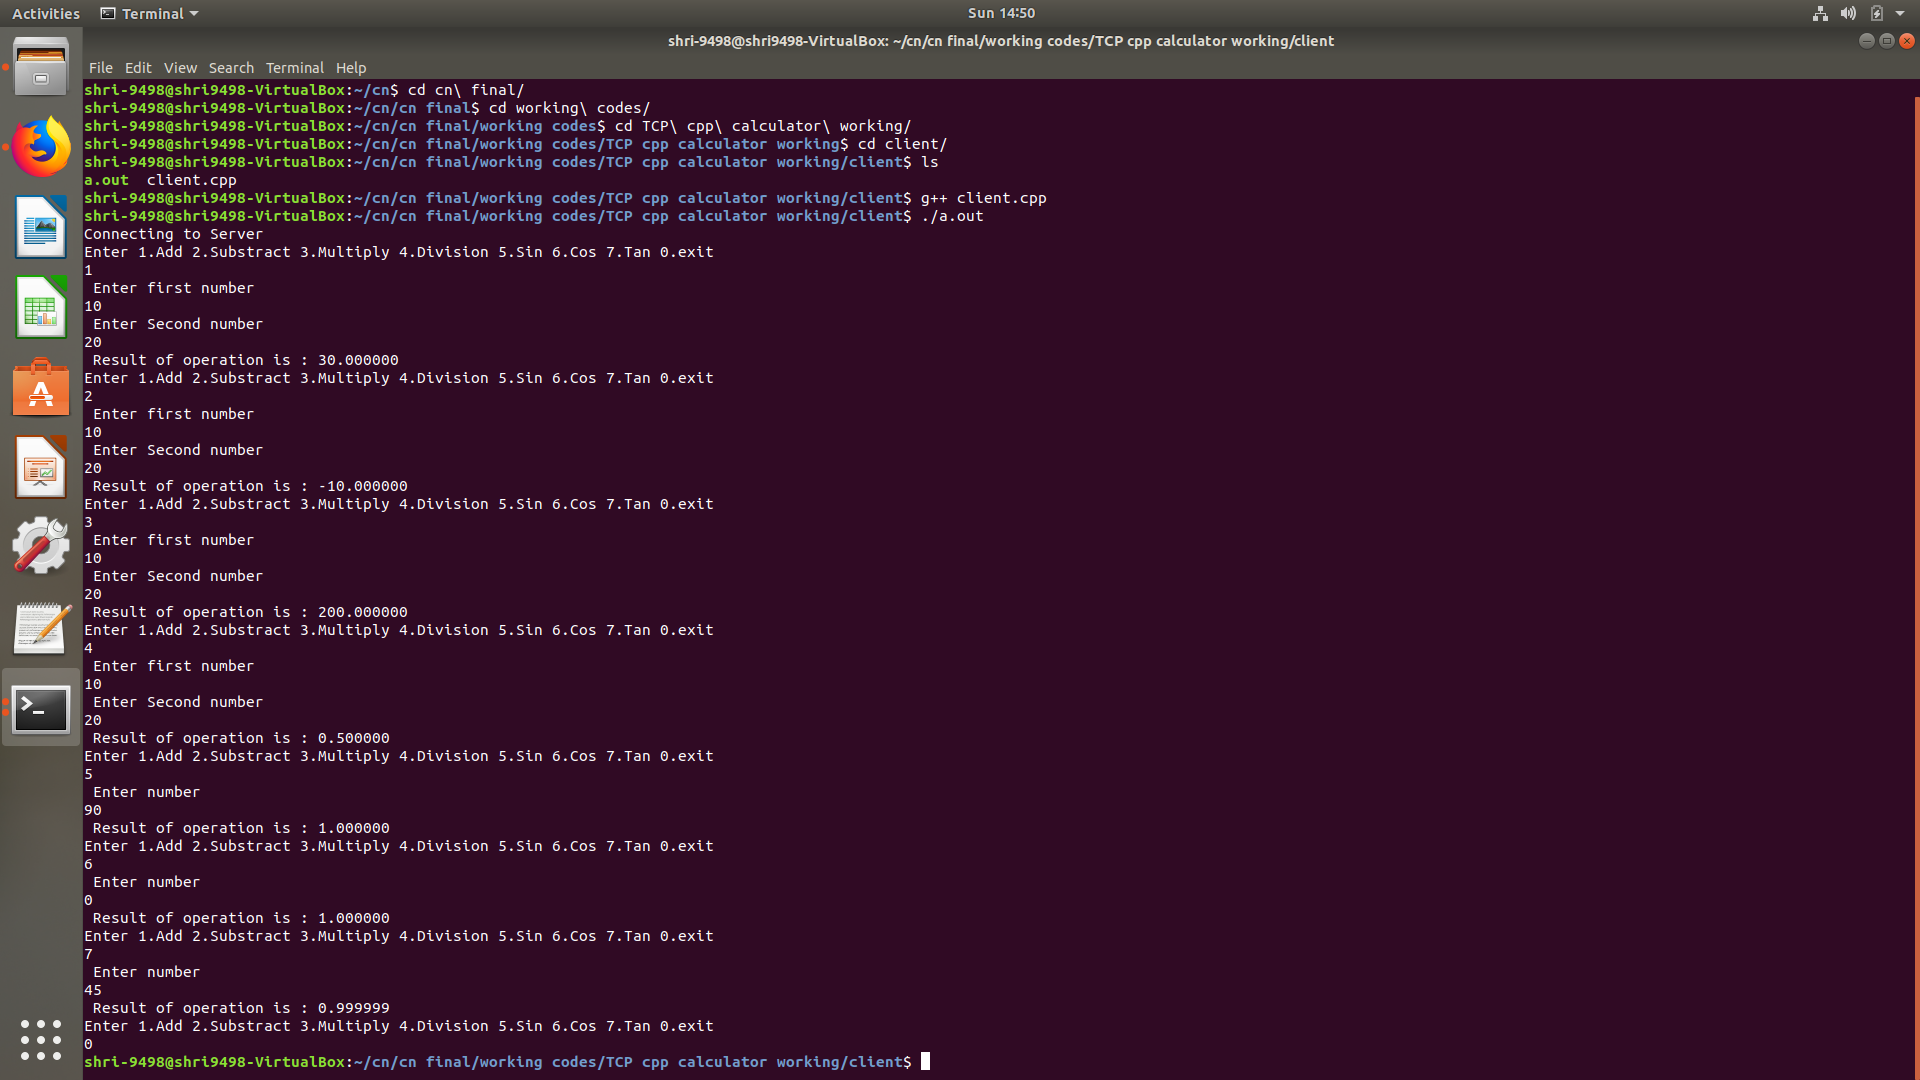 Activities Terminal Sun 14:50
shri-9498@shri9498-VirtualBox: ~/cn/cn final/working codes/TCP cpp calculator working/client
File Edit View Search Terminal Help
shri-9498@shri9498-VirtualBox:~/cn$ cd cn\ final/
shri-9498@shri9498-VirtualBox:~/cn/cn final$ cd working\ codes/
shri-9498@shri9498-VirtualBox:~/cn/cn final/working codes$ cd TCP\ cpp\ calculator\ working/
shri-9498@shri9498-VirtualBox:~/cn/cn final/working codes/TCP cpp calculator working$ cd client/
shri-9498@shri9498-VirtualBox:~/cn/cn final/working codes/TCP cpp calculator working/client$ ls
a.out  client.cpp
shri-9498@shri9498-VirtualBox:~/cn/cn final/working codes/TCP cpp calculator working/client$ g++ client.cpp
shri-9498@shri9498-VirtualBox:~/cn/cn final/working codes/TCP cpp calculator working/client$ ./a.out
Connecting to Server
Enter 1.Add 2.Substract 3.Multiply 4.Division 5.Sin 6.Cos 7.Tan 0.exit
1
 Enter first number
10
 Enter Second number
20
 Result of operation is : 30.000000
Enter 1.Add 2.Substract 3.Multiply 4.Division 5.Sin 6.Cos 7.Tan 0.exit
2
 Enter first number
10
 Enter Second number
20
 Result of operation is : -10.000000
Enter 1.Add 2.Substract 3.Multiply 4.Division 5.Sin 6.Cos 7.Tan 0.exit
3
 Enter first number
10
 Enter Second number
20
 Result of operation is : 200.000000
Enter 1.Add 2.Substract 3.Multiply 4.Division 5.Sin 6.Cos 7.Tan 0.exit
4
 Enter first number
10
 Enter Second number
20
 Result of operation is : 0.500000
Enter 1.Add 2.Substract 3.Multiply 4.Division 5.Sin 6.Cos 7.Tan 0.exit
5
 Enter number
90
 Result of operation is : 1.000000
Enter 1.Add 2.Substract 3.Multiply 4.Division 5.Sin 6.Cos 7.Tan 0.exit
6
 Enter number
0
 Result of operation is : 1.000000
Enter 1.Add 2.Substract 3.Multiply 4.Division 5.Sin 6.Cos 7.Tan 0.exit
7
 Enter number
45
 Result of operation is : 0.999999
Enter 1.Add 2.Substract 3.Multiply 4.Division 5.Sin 6.Cos 7.Tan 0.exit
0
shri-9498@shri9498-VirtualBox:~/cn/cn final/working codes/TCP cpp calculator working/client$